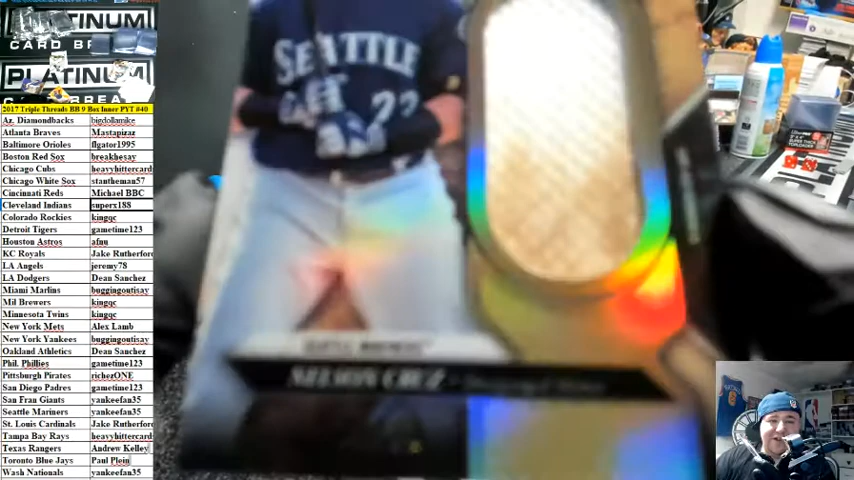 PLATINUM
CARD BR
PLATINUM
CARD BREA
2017 Triple Threads BB 9 Box Inner PYT #40
Az. Diamondbacks bigdollamike
Atlanta Braves Mastapizaz
Baltimore Orioles flgator1995
Boston Red Sox breakhesay
Chicago Cubs heavyhittercard
Chicago White Sox stantheman57
Cincinnati Reds Michael BBC
Cleveland Indians superx188
Colorado Rockies kingqc
Detroit Tigers gametime123
Houston Astros afnu
KC Royals Jake Rutherford
LA Angels jeremy78
LA Dodgers Dean Sanchez
Miami Marlins buggingoutisay
Mil Brewers kingqc
Minnesota Twins kingqc
New York Mets Alex Lamb
New York Yankees buggingoutisay
Oakland Athletics Dean Sanchez
Phil. Phillies gametime123
Pittsburgh Pirates richezONE
San Diego Padres gametime123
San Fran Giants yankeefan35
Seattle Mariners yankeefan35
St. Louis Cardinals Jake Rutherford
Tampa Bay Rays heavyhittercard
Texas Rangers Andrew Kelley
Toronto Blue Jays Paul Plein
Wash Nationals yankeefan35
SEATTLE
NELSON CRUZ